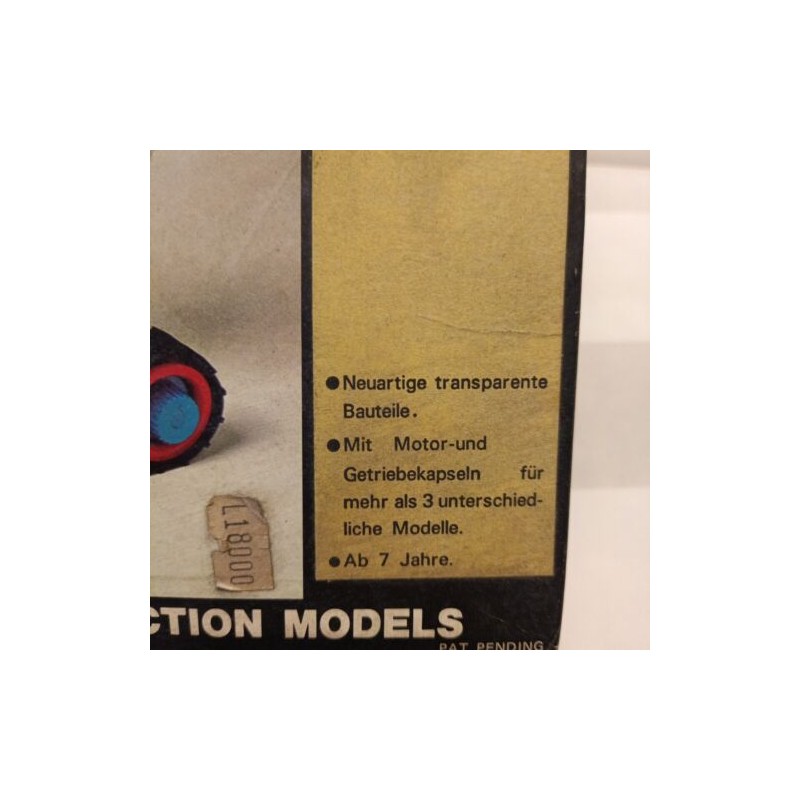 ● Neuartige transparente
Bauteile.
● Mit Motor-und
Getriebekapseln für
mehr als 3 unterschied-
liche Modelle.
● Ab 7 Jahre.
L18000
CTION MODELS
PAT. PENDING